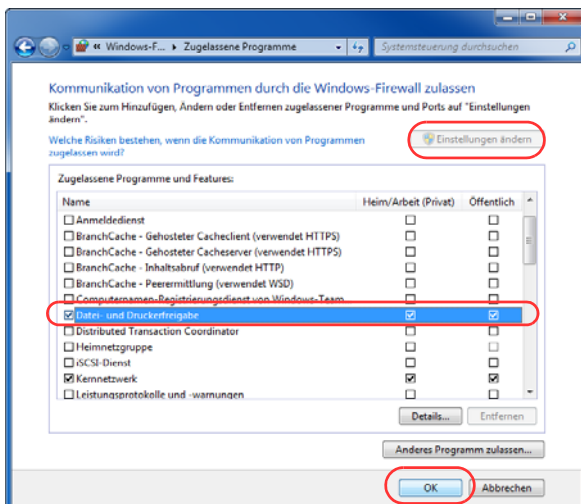 « Windows-F... ▸ Zugelassene Programme
Systemsteuerung durchsuchen
Kommunikation von Programmen durch die Windows-Firewall zulassen
Klicken Sie zum Hinzufügen, Ändern oder Entfernen zugelassener Programme und Ports auf "Einstellungen
ändern".
Welche Risiken bestehen, wenn die Kommunikation von Programmen
zugelassen wird?
Einstellungen ändern
Zugelassene Programme und Features:
Name Heim/Arbeit (Privat) Öffentlich
Anmeldedienst
BranchCache - Gehosteter Cacheclient (verwendet HTTPS)
BranchCache - Gehosteter Cacheserver (verwendet HTTPS)
BranchCache - Inhaltsabruf (verwendet HTTP)
BranchCache - Peerermittlung (verwendet WSD)
Computernamen-Registrierungsdienst von Windows-Team
Datei- und Druckerfreigabe
Distributed Transaction Coordinator
Heimnetzgruppe
iSCSI-Dienst
Kernnetzwerk
Leistungsprotokolle und -warnungen
Details... Entfernen
Anderes Programm zulassen...
OK Abbrechen